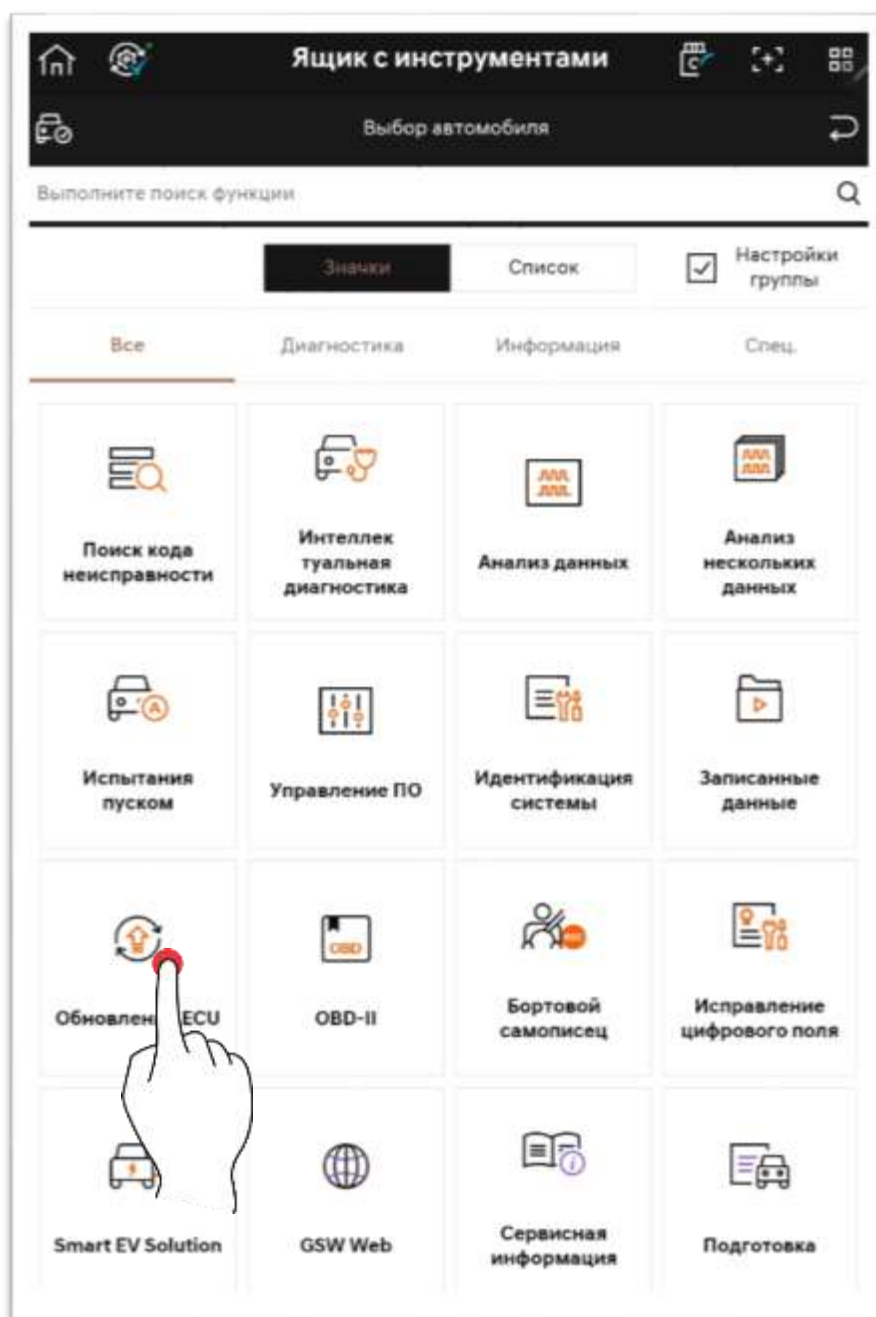 Ящик с инструментами
Выбор автомобиля
Выполните поиск функции
Значки
Список
Настройки
группы
Все
Диагностика
Информация
Спец.
Поиск кода
неисправности
Интеллек
туальная
диагностика
Анализ данных
Анализ
нескольких
данных
Испытания
пуском
Управление ПО
Идентификация
системы
Записанные
данные
Обновлен ECU
OBD
OBD-II
Бортовой
самописец
Исправление
цифрового поля
Smart EV Solution
GSW Web
Сервисная
информация
Подготовка